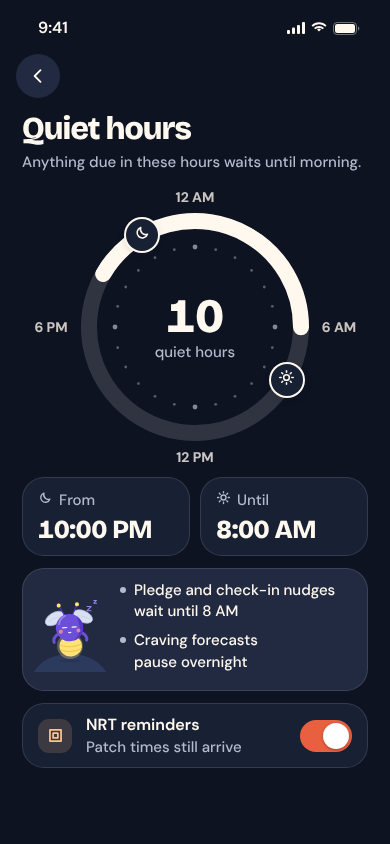 9:41
Quiet hours
Anything due in these hours waits until morning.
12 AM
6 PM
10
quiet hours
6 AM
12 PM
From
10:00 PM
Until
8:00 AM
z z
Pledge and check-in nudges
wait until 8 AM
Craving forecasts
pause overnight
NRT reminders
Patch times still arrive